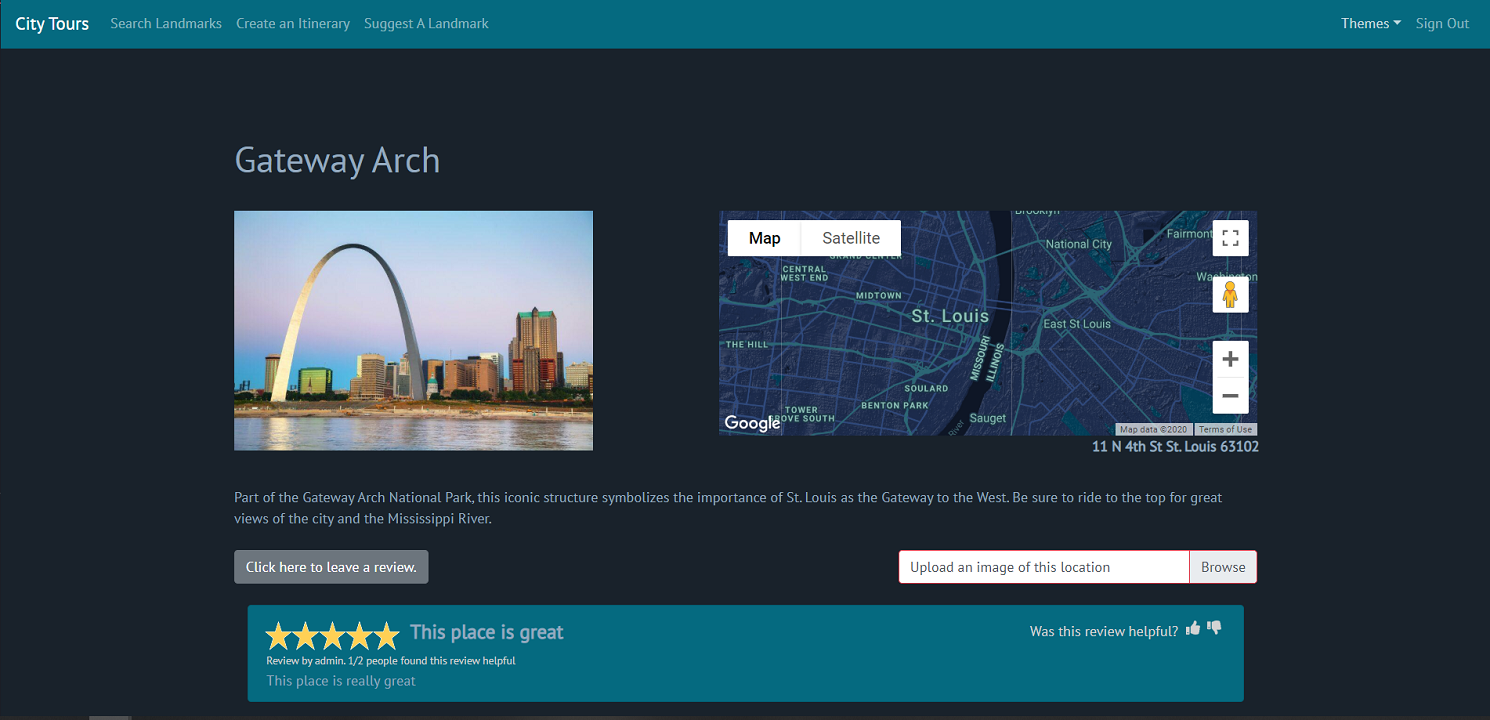 City Tours Search Landmarks Create an Itinerary Suggest A Landmark Themes Sign Out
Gateway Arch
Map Satellite
Brooklyn
National City
Fairmont
GRAND CENTER
CENTRAL
WEST END
Washington
MIDTOWN
St. Louis
East St Louis
THE HILL
MISSOURI
ILLINOIS
SOULARD
BENTON PARK
TOWER
GROVE SOUTH
Sauget
River
Google
Map data ©2020 Terms of Use
11 N 4th St St. Louis 63102
Part of the Gateway Arch National Park, this iconic structure symbolizes the importance of St. Louis as the Gateway to the West. Be sure to ride to the top for great
views of the city and the Mississippi River.
Click here to leave a review.
Upload an image of this location Browse
This place is great
Was this review helpful?
Review by admin. 1/2 people found this review helpful
This place is really great